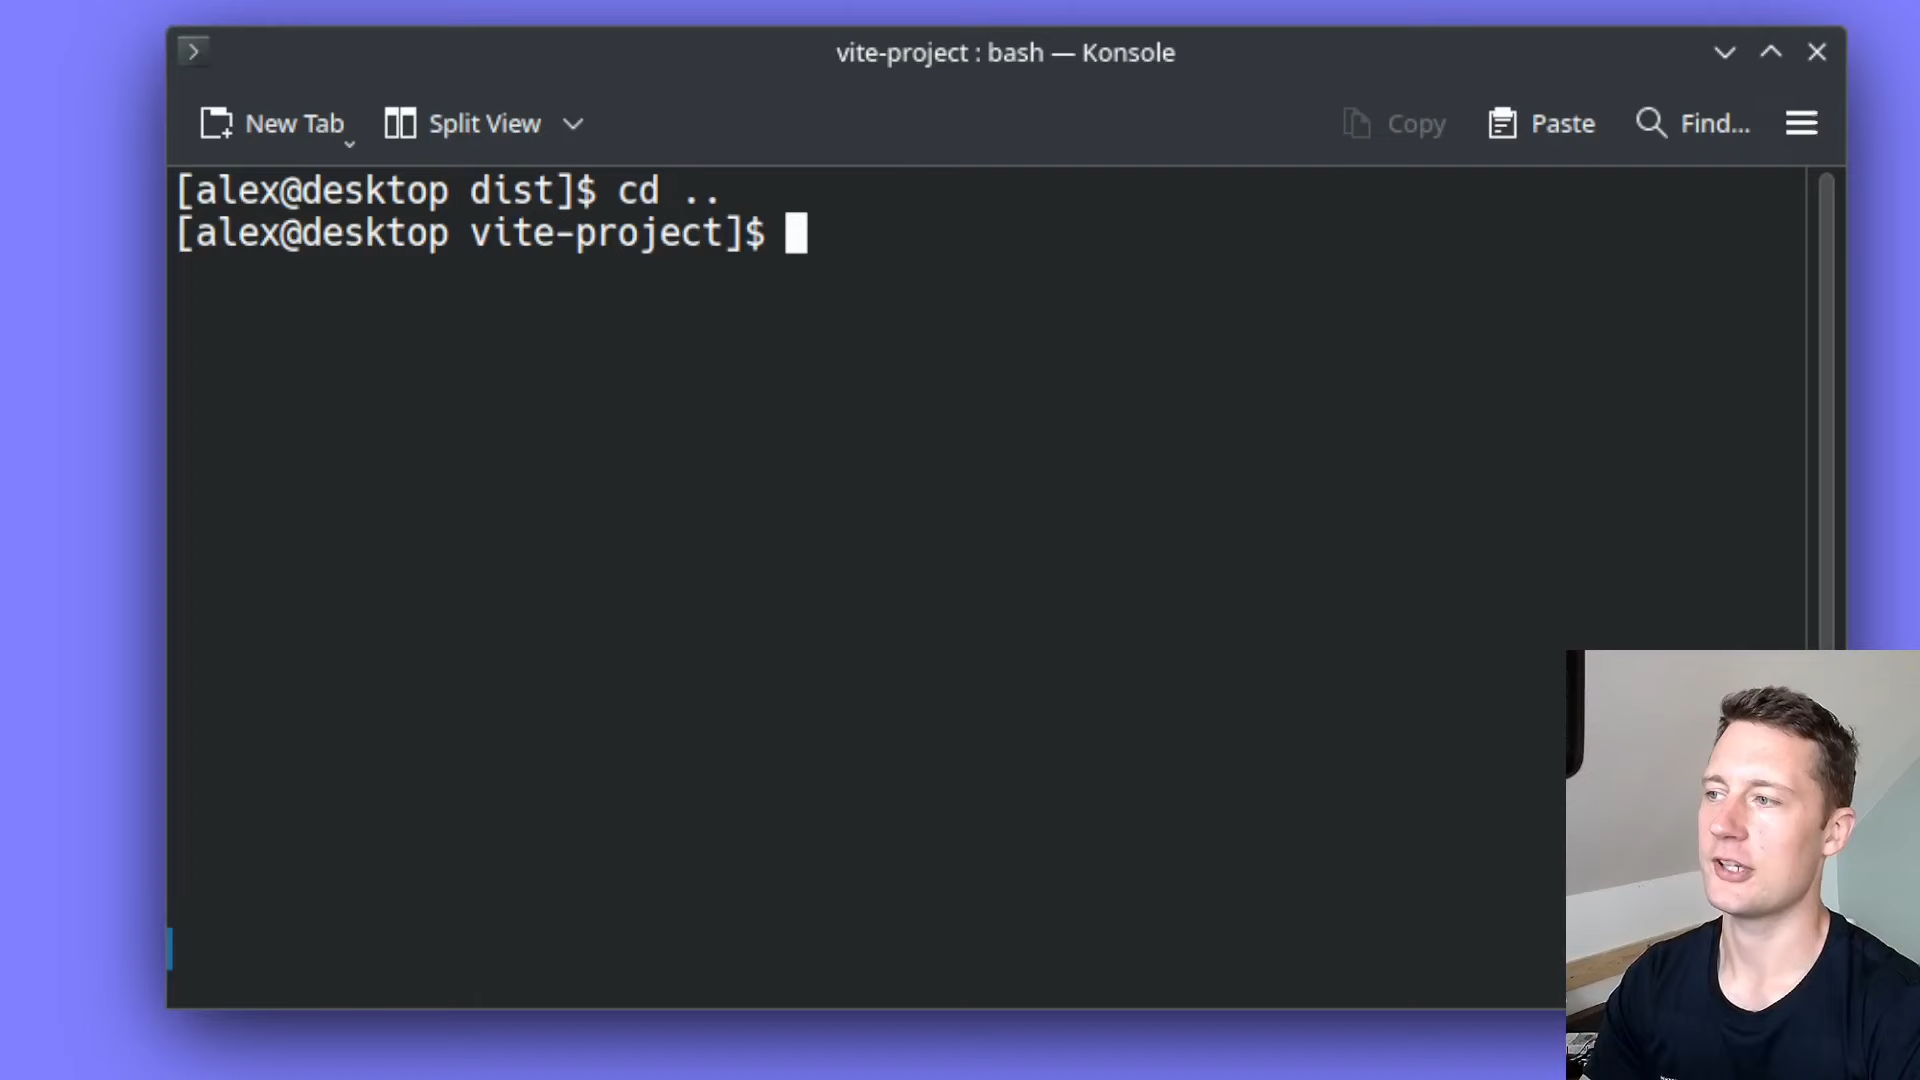 vite-project : bash — Konsole
New Tab
Split View
Copy
Paste
Find...
[alex@desktop dist]$ cd ..
[alex@desktop vite-project]$